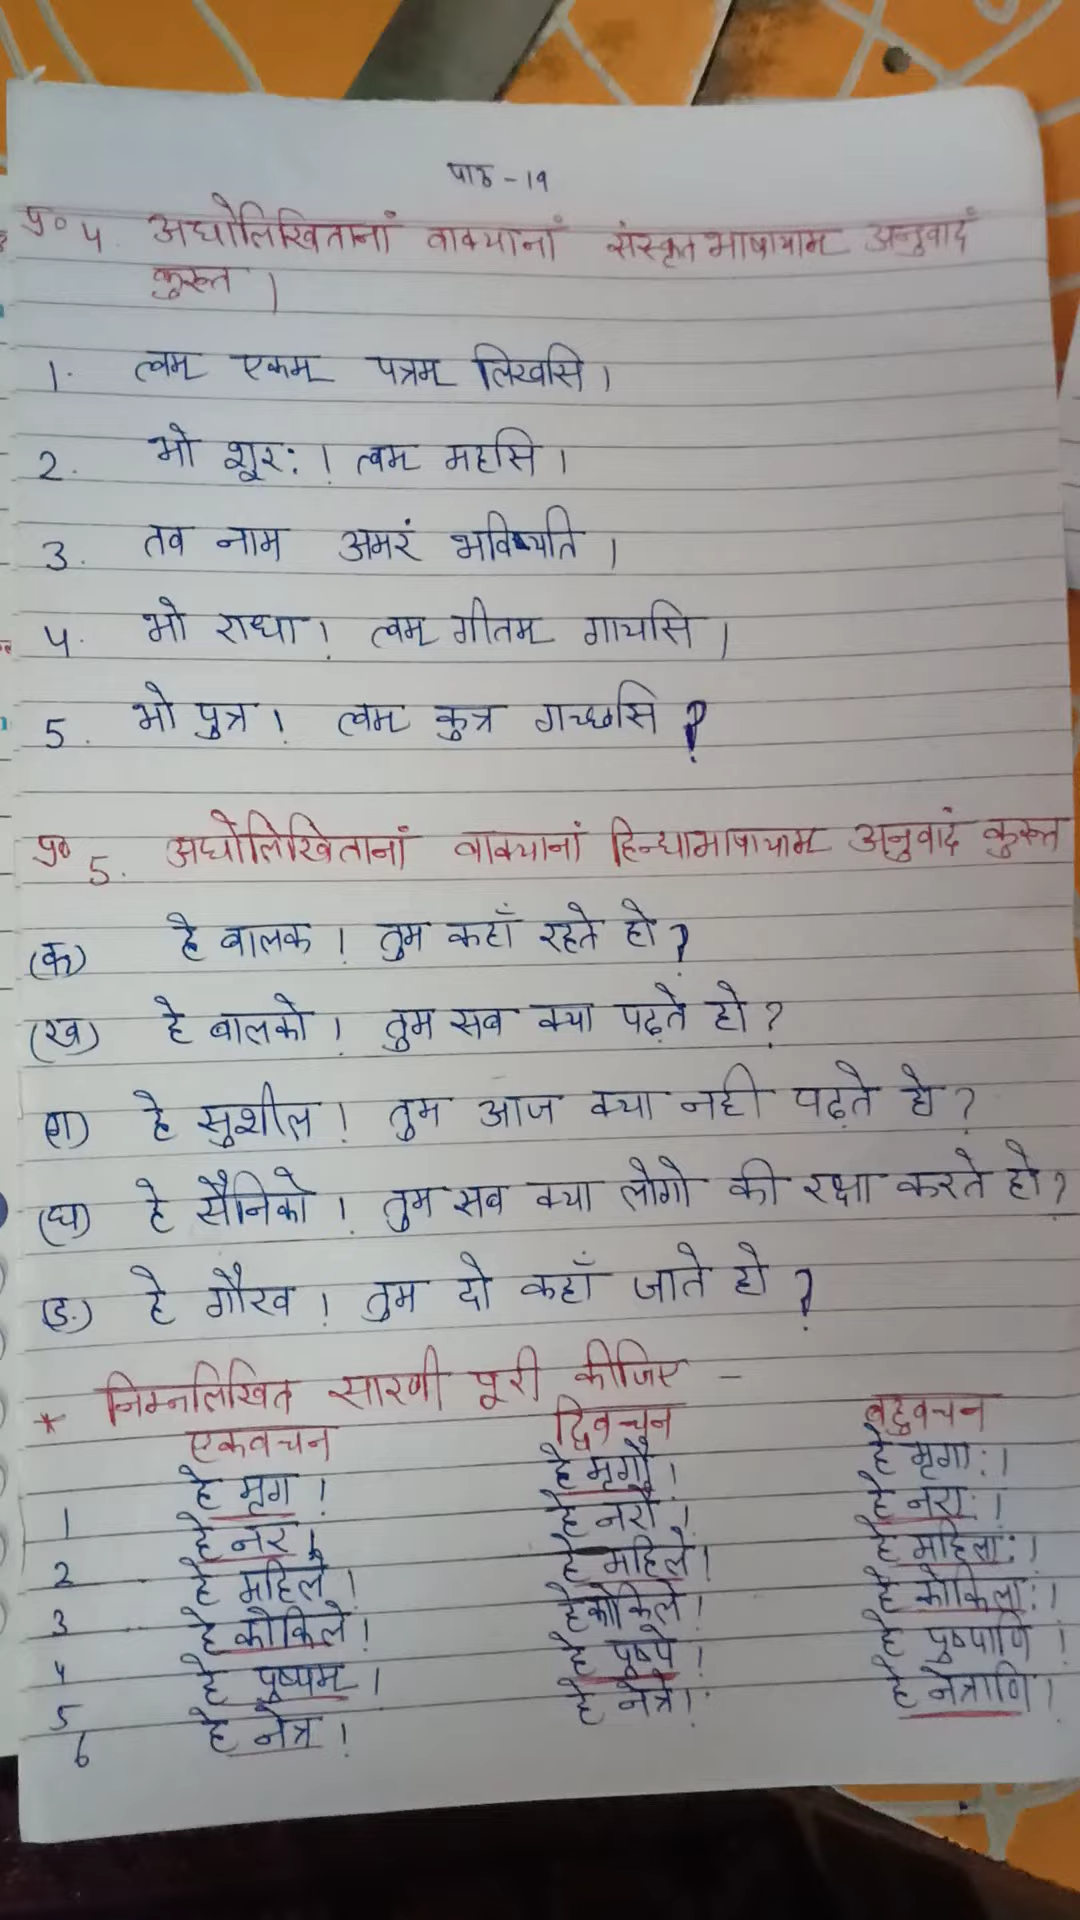 पाठ - 19
प्र० 4. अधोलिखितानां वाक्यानां संस्कृतभाषायाम अनुवादं
कुरूत ।
1. त्वम एकम् पत्रम् लिखसि ।
2. भो शूरः ! त्वम महसि ।
3. तव नाम अमरं भविष्यति ।
4. भो राधा ! त्वम् गीतम गायसि ।
5. भो पुत्र ! त्वम् कुत्र गच्छसि ?
प्र० 5. अधोलिखितानां वाक्यानां हिन्द्याभाषायाम अनुवादं कुरूत
(क) हे बालक ! तुम कहाँ रहते हो ?
(ख) हे बालको ! तुम सब क्या पढ़ते हो ?
(ग) हे सुशील ! तुम आज क्या नही पढ़ते हो ?
(घ) हे सैनिको ! तुम सब क्या लोगो की रक्षा करते हो ?
(ङ.) हे गौरव ! तुम दो कहाँ जाते हो ?
* निम्नलिखित सारणी पूरी कीजिए -
एकवचन द्विवचन बहुवचन
1 हे मृग ! हे मृगौ ! हे मृगाः !
2 हे नर ! हे नरौ ! हे नराः !
3 हे महिले ! हे महिले ! हे महिलाः !
4 हे कोकिले ! हे कोकिले ! हे कोकिलाः !
5 हे पुष्पम् ! हे पुष्पे ! हे पुष्पाणि !
6 हे नेत्र ! हे नेत्रे ! हे नेत्राणि !